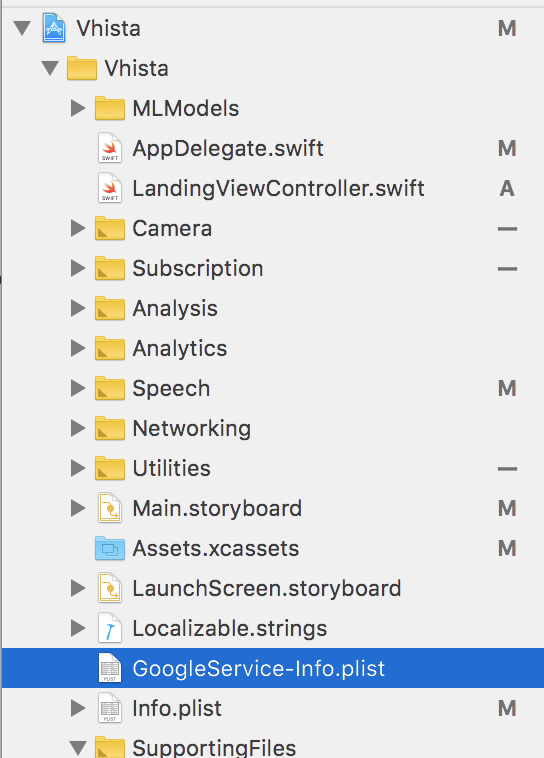 Vhista M
Vhista
MLModels
SWIFT AppDelegate.swift M
SWIFT LandingViewController.swift A
Camera —
Subscription —
Analysis
Analytics
Speech M
Networking
Utilities —
Main.storyboard M
Assets.xcassets M
LaunchScreen.storyboard
Localizable.strings
PLIST GoogleService-Info.plist
PLIST Info.plist M
SupportingFiles